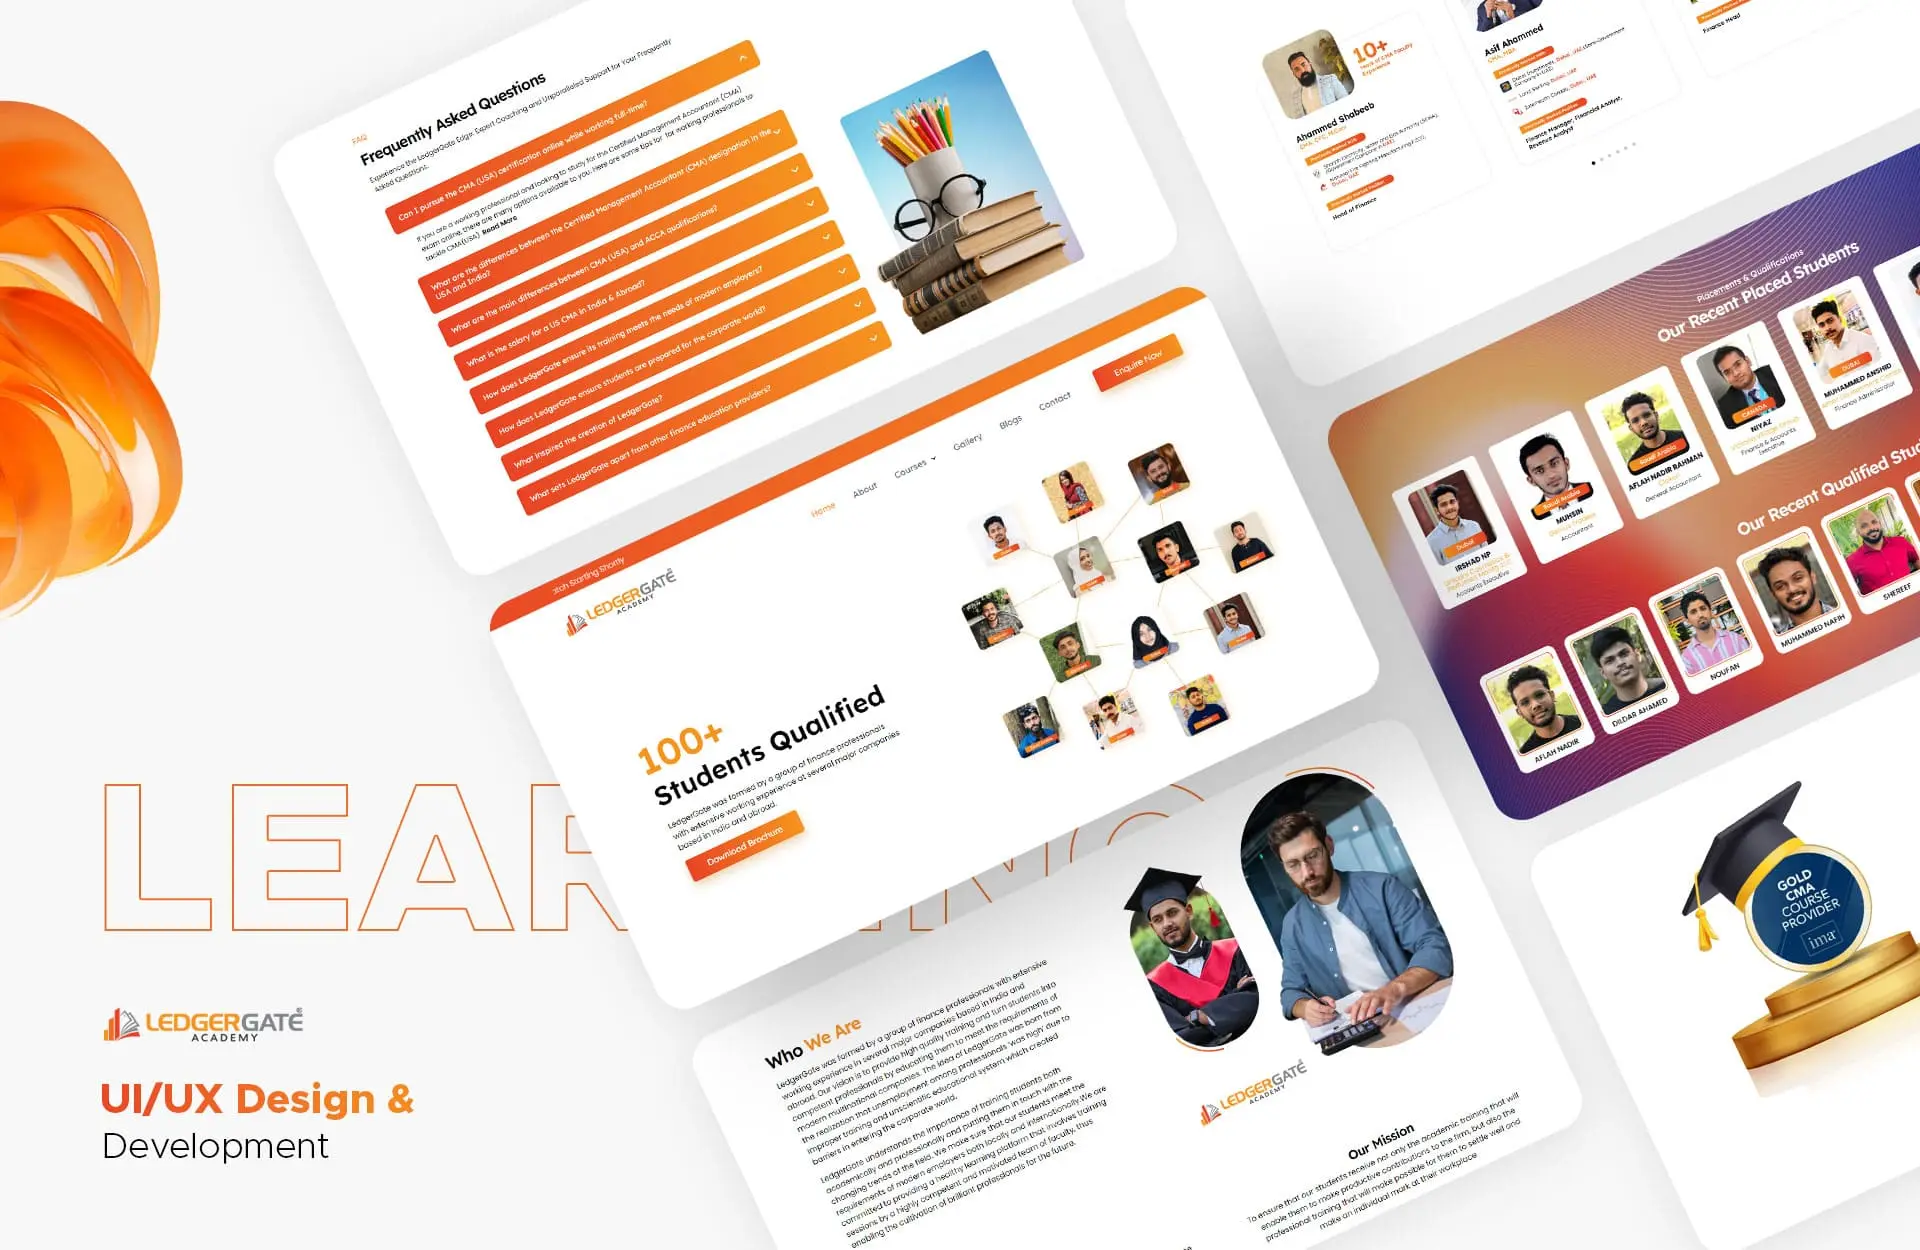 FAQ
Frequently Asked Questions
Experience the LedgerGate Edge: Expert Coaching and Unparalleled Support for Your Frequently
Asked Questions.
Can I pursue the CMA (USA) certification online while working full-time?
If you are a working professional and looking to study for the Certified Management Accountant (CMA)
exam online, there are many options available to you. Here are some tips for for working professionals to
tackle CMA(USA) Read More
What are the differences between the Certified Management Accountant (CMA) designation in the
USA and India?
What are the main differences between CMA (USA) and ACCA qualifications?
What is the salary for a US CMA in India & Abroad?
How does LedgerGate ensure its training meets the needs of modern employers?
How does LedgerGate ensure students are prepared for the corporate world?
What inspired the creation of LedgerGate?
What sets LedgerGate apart from other finance education providers?
10+
Years of CMA Faculty
Experience
Ahammed Shabeeb
Head of Finance
Asif Ahammed
CMA, MBA
Finance Manager, Financial Analyst,
Revenue Analyst
Finance Head
Placements & Qualifications
Our Recent Placed Students
Dubai
IRSHAD NP
Accounts Executive
Saudi Arabia
MUHSIN
Accountant
Saudi Arabia
AFLAH NADIR RAHMAN
General Accountant
CANADA
NIYAZ
Finance & Accounts
Executive
DUBAI
MUHAMMED ANSHID
Finance Administrator
Our Recent Qualified Stu
AFLAH NADIR
DILDAR AHAMED
NOUFAN
MUHAMMED NAFIH
SHEREEF
atch Starting Shortly
LEDGERGATE
ACADEMY
Home
About
Courses
Gallery
Blogs
Contact
Enquire Now
100+
Students Qualified
LedgerGate was formed by a group of finance professionals
with extensive working experience at several major companies
based in India and abroad.
Download Brochure
LEAR
LEDGERGATE
ACADEMY
UI/UX Design &
Development
Who We Are
LedgerGate was formed by a group of finance professionals with extensive
working experience in several major companies based in India and
abroad. Our vision is to provide high quality training and turn students into
competent professionals by educating them to meet the requirements of
modern multinational companies. The idea of LedgerGate was born from
the realization that unemployment among professionals 'was high' due to
improper training and unscientific educational system which created
barriers in entering the corporate world.
LedgerGate understands the importance of training students both
academically and professionally and putting them in touch with the
changing trends of the field. We make sure that our students meet the
requirements of modern employers both locally and internationally. We are
committed to providing a healthy learning platform that involves training
sessions by a highly competent and motivated team of faculty, thus
enabling the cultivation of brilliant professionals for the future.
LEDGERGATE
ACADEMY
Our Mission
To ensure that our students receive not only the academic training that will
enable them to make productive contributions to the firm, but also the
professional training that will make possible for them to settle well and
make an individual mark at their workplace
GOLD
CMA
COURSE
PROVIDER
ima